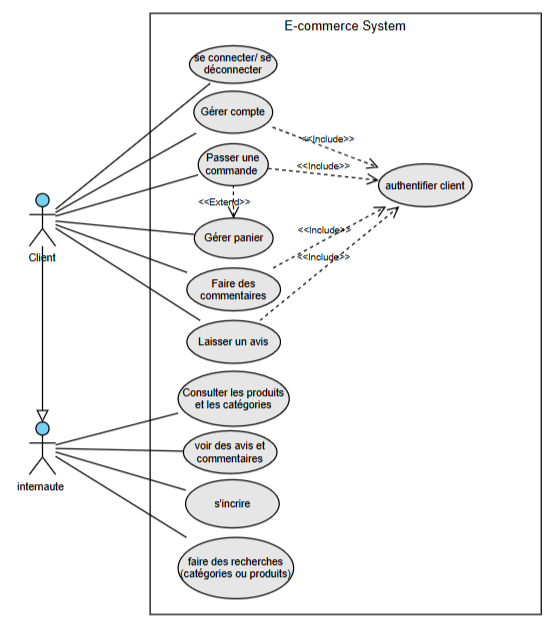 E-commerce System
se connecter/ se
déconnecter
Gérer compte
<<Include>>
Passer une
commande
<<Include>>
authentifier client
<<Extend>>
Gérer panier
<<Include>>
Client
<<Include>>
Faire des
commentaires
Laisser un avis
Consulter les produits
et les catégories
voir des avis et
commentaires
internaute
s'incrire
faire des recherches
(catégories ou produits)